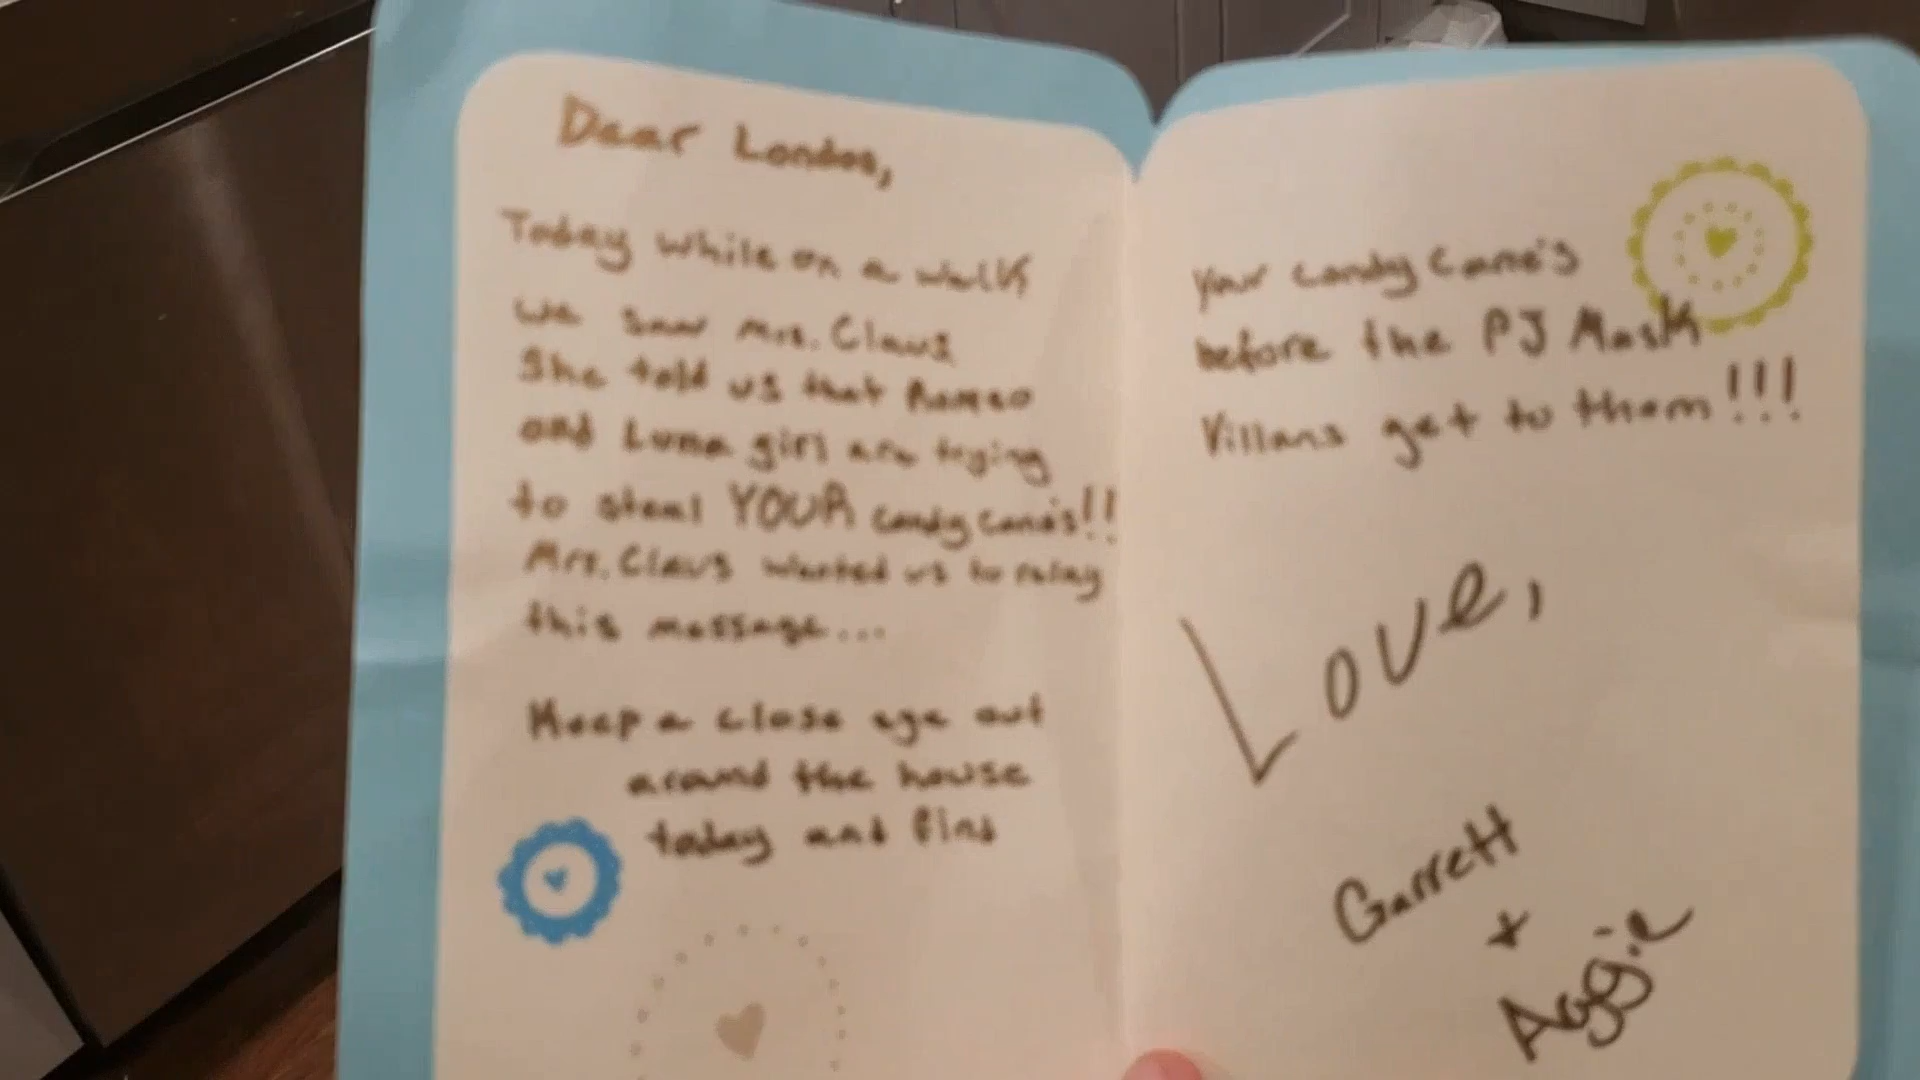 Dear London,
Today while on a walk
we saw Mrs. Claus
She told us that Romeo
and Luna girl are trying
to steal YOUR candy cane's!!
Mrs. Claus wanted us to relay
this message...
Keep a close eye out
around the house
today and find
your candy cane's
before the PJ Mask
Villans get to them!!!
Love,
Garrett
+
Aggie